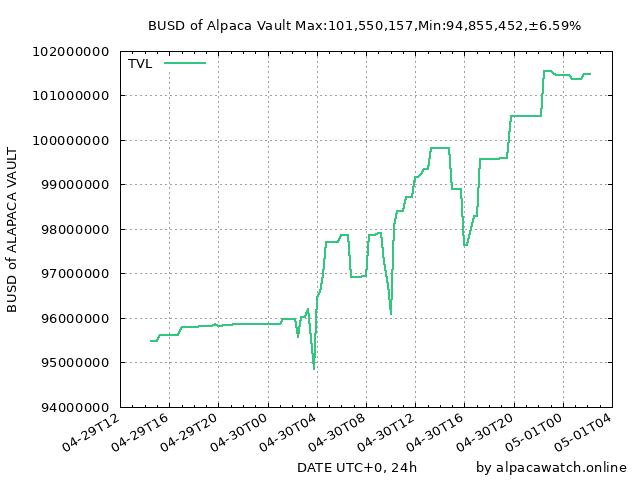 BUSD of Alpaca Vault Max:101,550,157,Min:94,855,452,±6.59%
TVL
102000000
101000000
100000000
99000000
98000000
97000000
96000000
95000000
94000000
BUSD of ALAPACA VAULT
04-29T12
04-29T16
04-29T20
04-30T00
04-30T04
04-30T08
04-30T12
04-30T16
04-30T20
05-01T00
05-01T04
DATE UTC+0, 24h
by alpacawatch.online